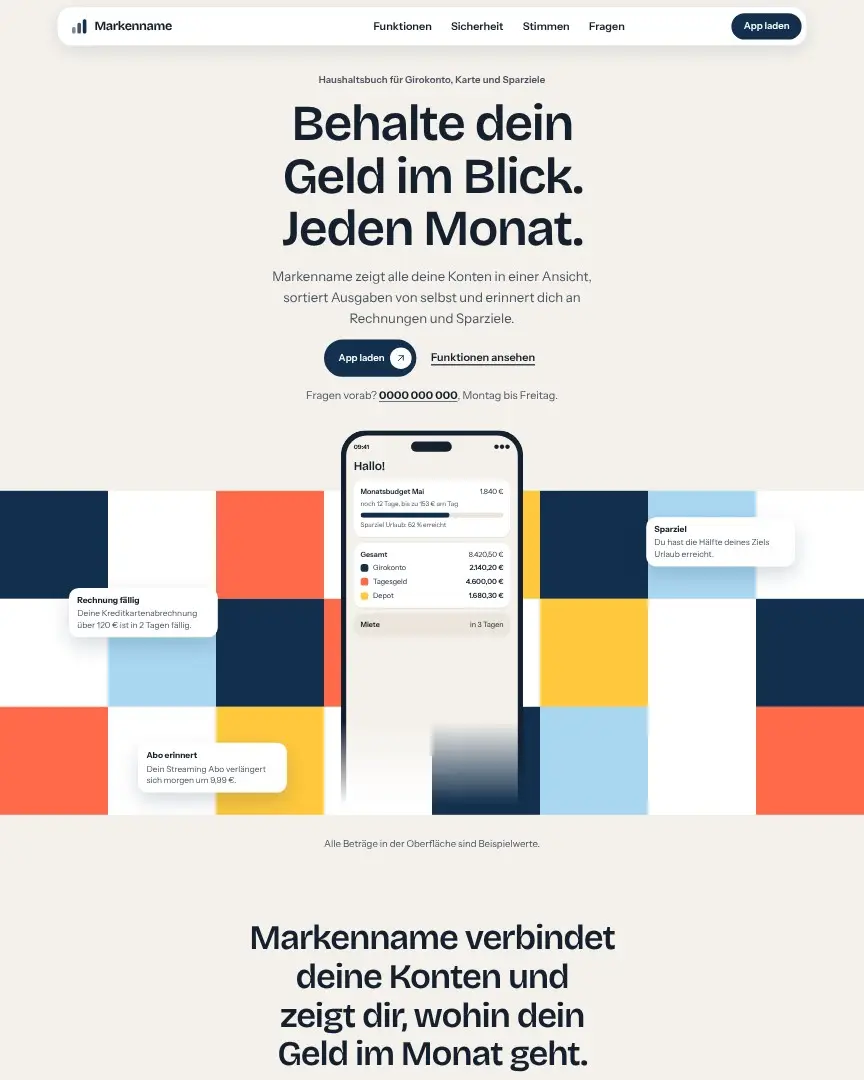 Markenname
Funktionen
Sicherheit
Stimmen
Fragen
App laden
Haushaltsbuch für Girokonto, Karte und Sparziele
Behalte dein
Geld im Blick.
Jeden Monat.
Markenname zeigt alle deine Konten in einer Ansicht,
sortiert Ausgaben von selbst und erinnert dich an
Rechnungen und Sparziele.
App laden
Funktionen ansehen
Fragen vorab? 0000 000 000, Montag bis Freitag.
09:41
Hallo!
Monatsbudget Mai 1.840 €
noch 12 Tage, bis zu 153 € am Tag
Sparziel Urlaub: 62 % erreicht
Gesamt 8.420,50 €
Girokonto 2.140,20 €
Tagesgeld 4.600,00 €
Depot 1.680,30 €
Miete in 3 Tagen
Sparziel
Du hast die Hälfte deines Ziels
Urlaub erreicht.
Rechnung fällig
Deine Kreditkartenabrechnung
über 120 € ist in 2 Tagen fällig.
Abo erinnert
Dein Streaming Abo verlängert
sich morgen um 9,99 €.
Alle Beträge in der Oberfläche sind Beispielwerte.
Markenname verbindet
deine Konten und
zeigt dir, wohin dein
Geld im Monat geht.